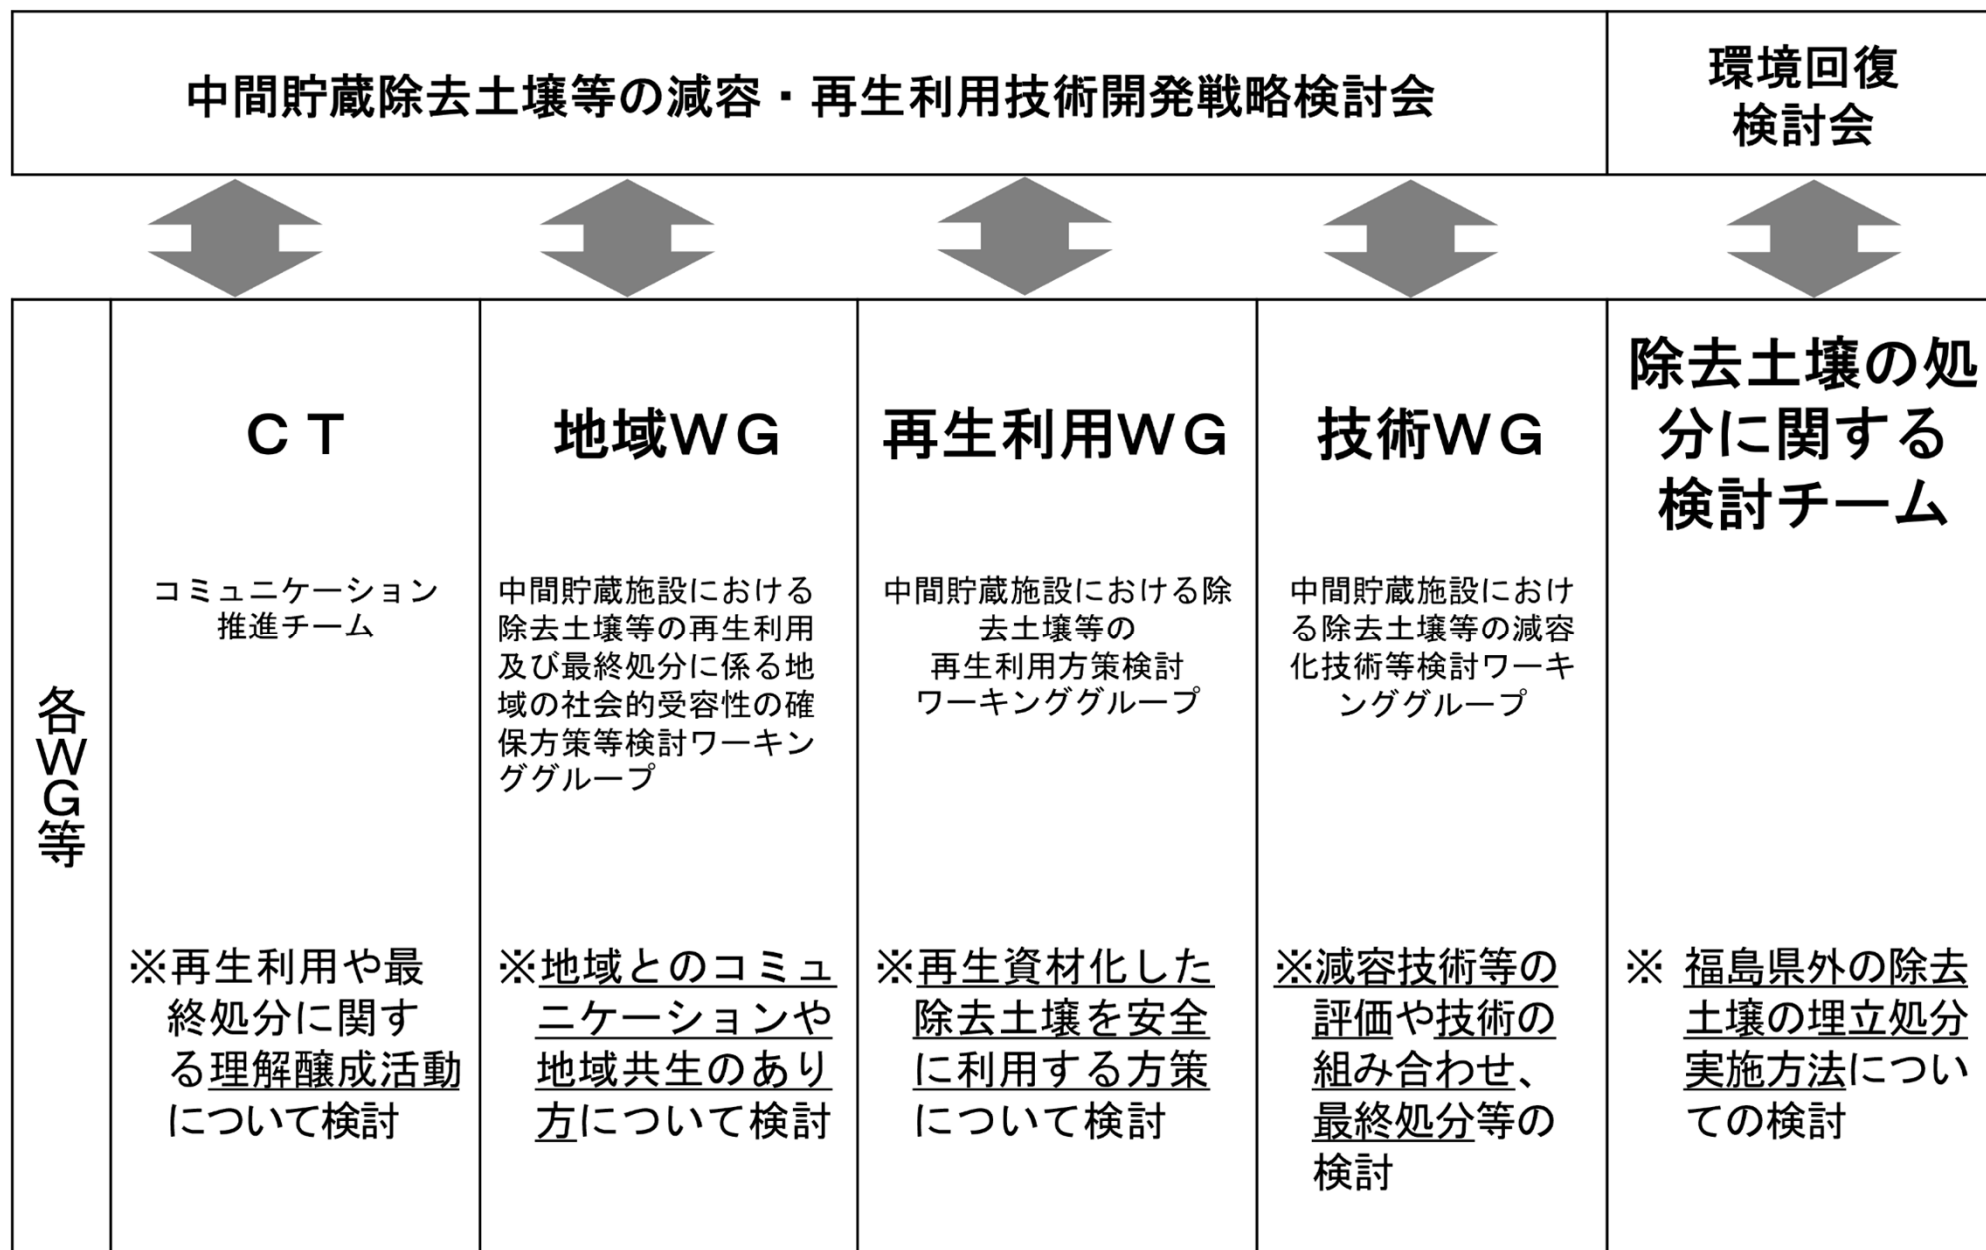 中間貯蔵除去土壌等の減容・再生利用技術開発戦略検討会
環境回復
検討会
各WG等
ＣＴ
コミュニケーション
推進チーム
※再生利用や最
終処分に関す
る理解醸成活動
について検討
地域ＷＧ
中間貯蔵施設における
除去土壌等の再生利用
及び最終処分に係る地
域の社会的受容性の確
保方策等検討ワーキン
ググループ
※地域とのコミュ
ニケーションや
地域共生のあり
方について検討
再生利用ＷＧ
中間貯蔵施設における除
去土壌等の
再生利用方策検討
ワーキンググループ
※再生資材化した
除去土壌を安全
に利用する方策
について検討
技術ＷＧ
中間貯蔵施設におけ
る除去土壌等の減容
化技術等検討ワーキ
ンググループ
※減容技術等の
評価や技術の
組み合わせ、
最終処分等の
検討
除去土壌の処
分に関する
検討チーム
※ 福島県外の除去
土壌の埋立処分
実施方法につい
ての検討